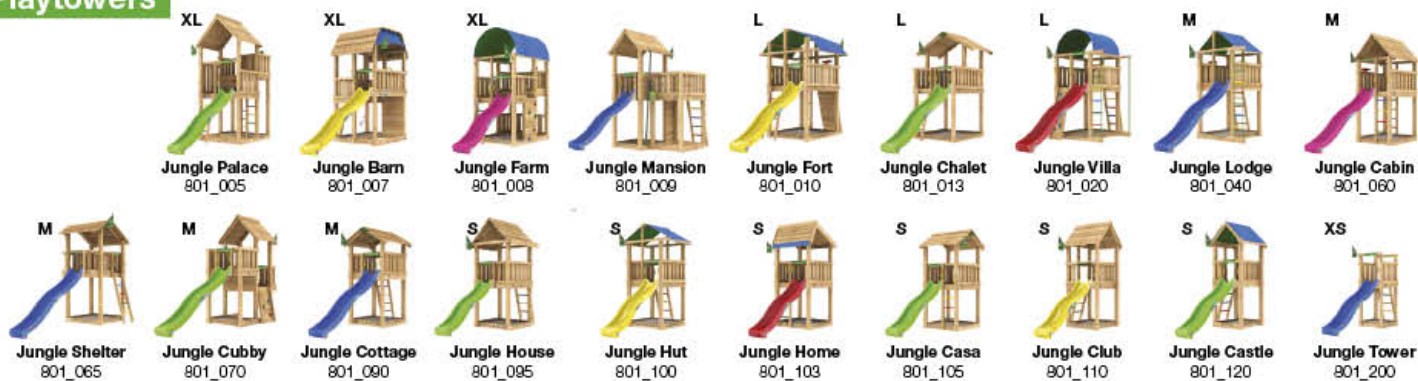 Playtowers
XL
XL
XL
L
L
L
M
M
Jungle Palace
801_005
Jungle Barn
801_007
Jungle Farm
801_008
Jungle Mansion
801_009
Jungle Fort
801_010
Jungle Chalet
801_013
Jungle Villa
801_020
Jungle Lodge
801_040
Jungle Cabin
801_060
M
M
M
S
S
S
S
S
S
XS
Jungle Shelter
801_065
Jungle Cubby
801_070
Jungle Cottage
801_090
Jungle House
801_095
Jungle Hut
801_100
Jungle Home
801_103
Jungle Casa
801_105
Jungle Club
801_110
Jungle Castle
801_120
Jungle Tower
801_200